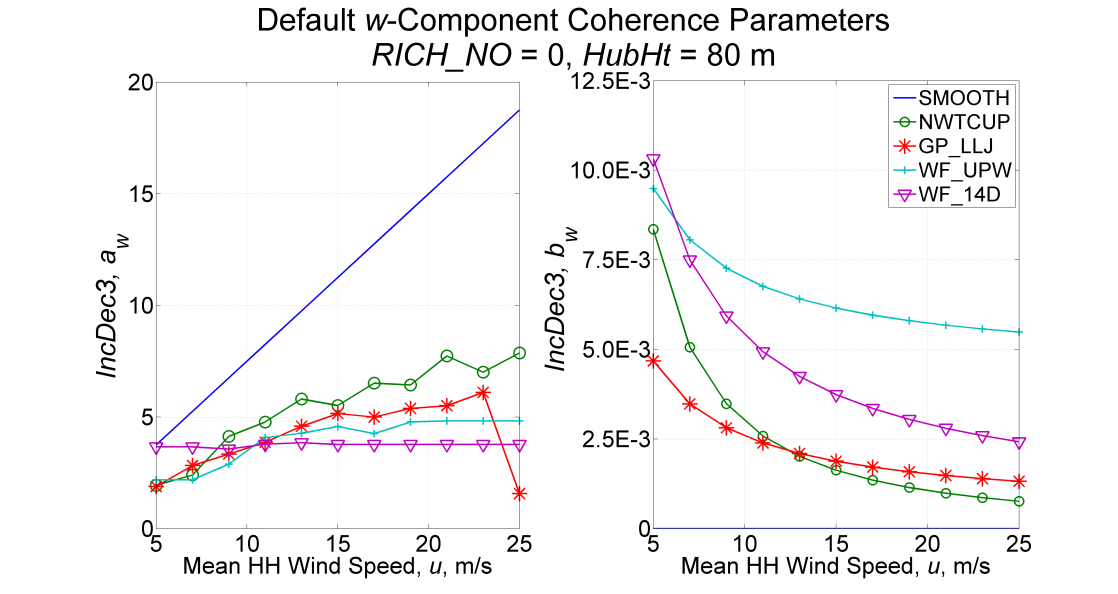 Default w-Component Coherence Parameters
RICH_NO = 0, HubHt = 80 m
IncDec3, a_w
20
15
10
5
0
5 10 15 20 25
Mean HH Wind Speed, u, m/s
IncDec3, b_w
12.5E-3
10.0E-3
7.5E-3
5.0E-3
2.5E-3
0
5 10 15 20 25
Mean HH Wind Speed, u, m/s
SMOOTH
NWTCUP
GP_LLJ
WF_UPW
WF_14D